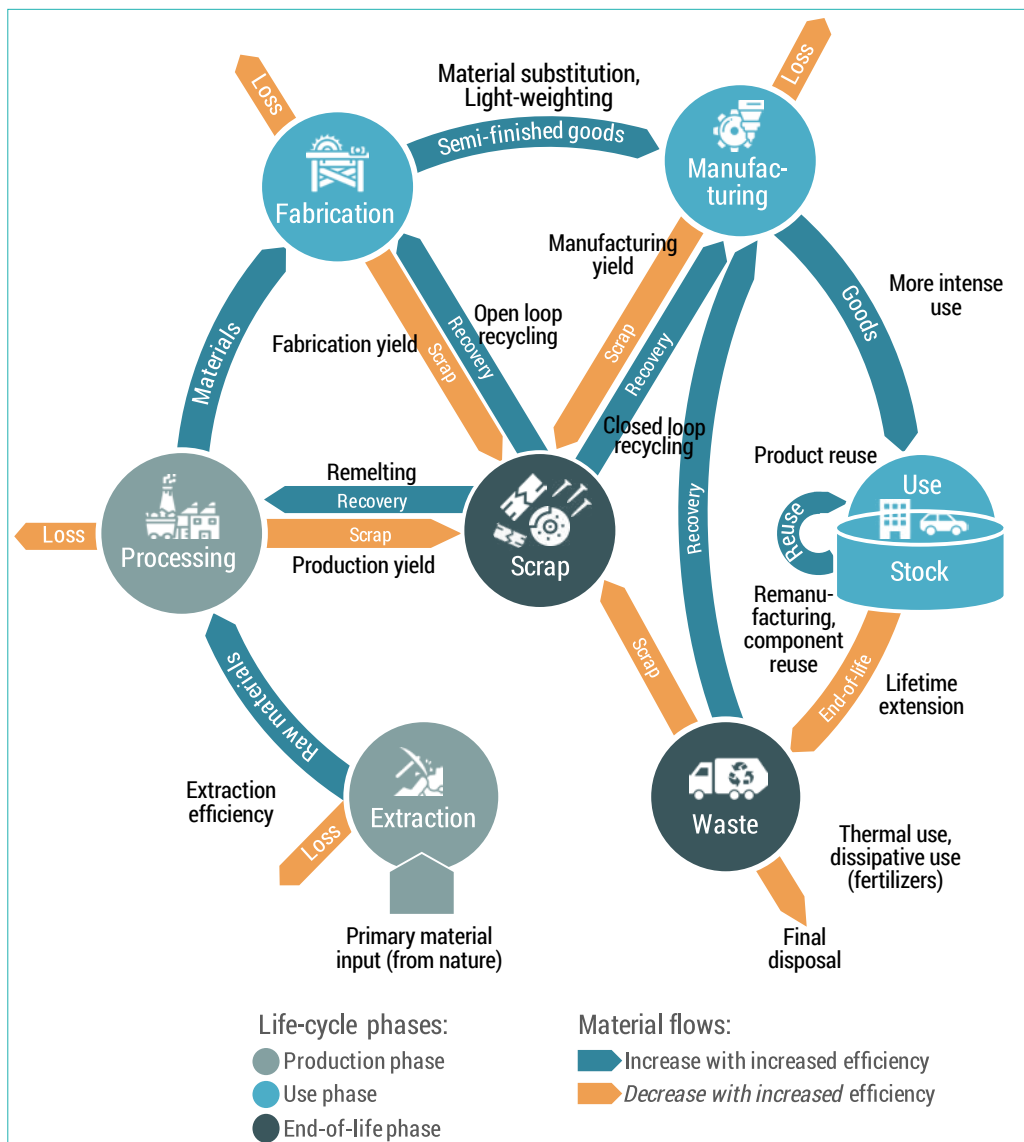 Loss
Material substitution,
Light-weighting
Semi-finished goods
Loss
Fabrication
Manufac-
turing
Manufacturing
yield
More intense
use
Goods
Materials
Fabrication yield
Scrap
Recovery
Open loop
recycling
Scrap
Recovery
Closed loop
recycling
Recovery
Product reuse
Reuse
Use
Stock
Remanu-
facturing,
component
reuse
Remelting
Recovery
Scrap
Production yield
Loss
Processing
Scrap
Scrap
End-of-life
Lifetime
extension
Raw materials
Extraction
efficiency
Loss
Extraction
Waste
Thermal use,
dissipative use
(fertilizers)
Primary material
input (from nature)
Final
disposal
Life-cycle phases:
Production phase
Use phase
End-of-life phase
Material flows:
Increase with increased efficiency
Decrease with increased efficiency